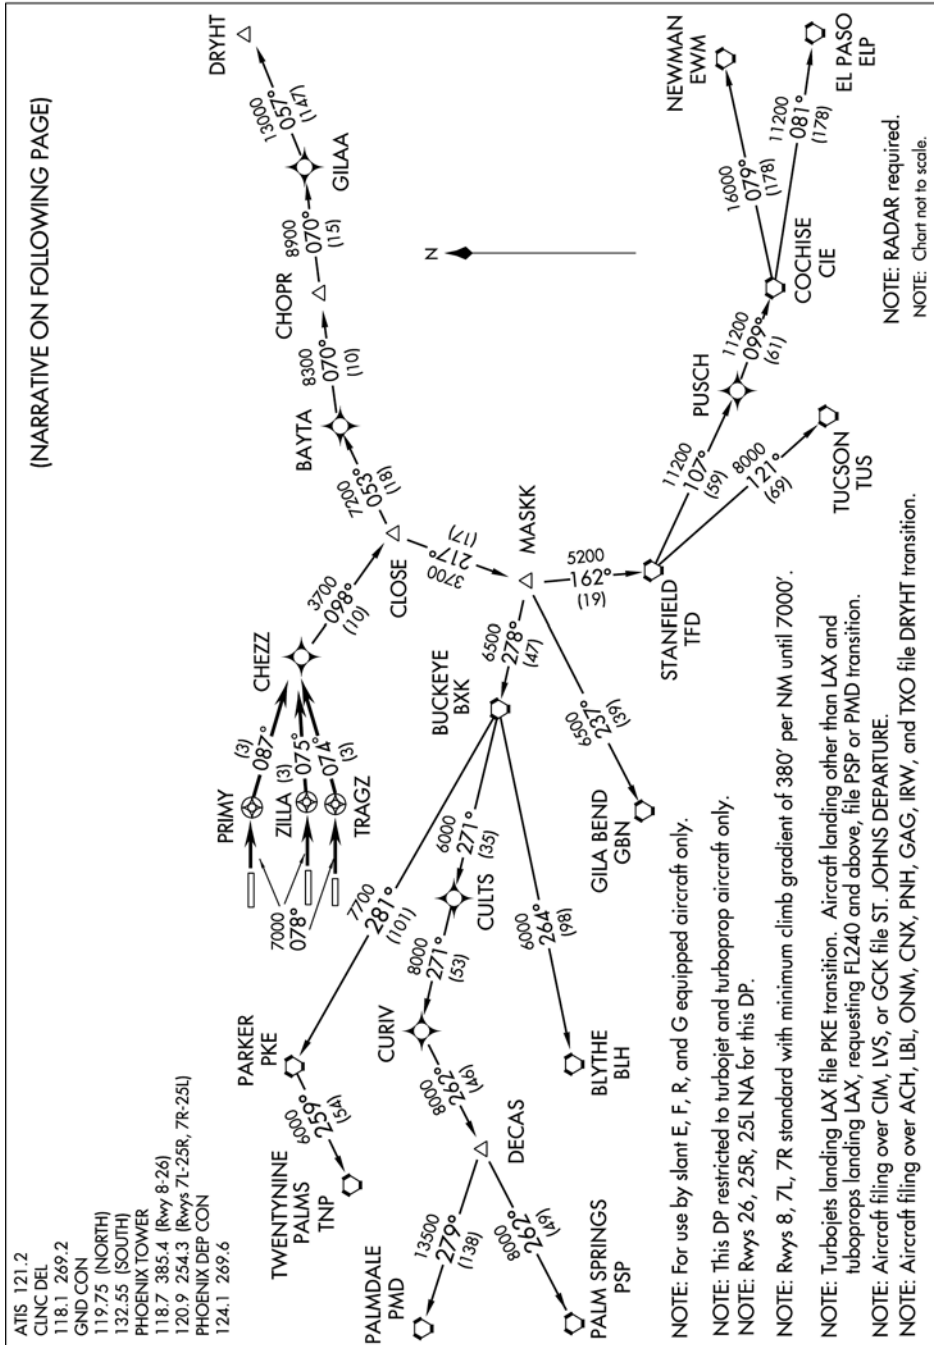 (NARRATIVE ON FOLLOWING PAGE)
ATIS 121.2
CLNC DEL
118.1 269.2
GND CON
119.75 (NORTH)
132.55 (SOUTH)
PHOENIX TOWER
118.7 385.4 (Rwy 8-26)
120.9 254.3 (Rwys 7L-25R, 7R-25L)
PHOENIX DEP CON
124.1 269.6
7000
078°
PRIMY
(3)
087°
ZILLA
(3)
075°
TRAGZ
074°
(3)
CHEZZ
3700
098°
(10)
CLOSE
7200
053°
(18)
BAYTA
8300
070°
(10)
CHOPR
8900
070°
(15)
GILAA
13000
057°
(147)
DRYHT
N
(17)
217°
3700
MASKK
6500
278°
(47)
BUCKEYE
BXK
7700
281°
(101)
PARKER
PKE
6000
259°
(54)
TWENTYNINE
PALMS
TNP
6000
271°
(35)
CULTS
8000
271°
(53)
CURIV
8000
262°
(46)
DECAS
13500
279°
(138)
PALMDALE
PMD
8000
262°
(49)
PALM SPRINGS
PSP
6000
264°
(98)
BLYTHE
BLH
6500
237°
(39)
GILA BEND
GBN
5200
162°
(19)
STANFIELD
TFD
11200
107°
(59)
PUSCH
8000
121°
(69)
TUCSON
TUS
11200
099°
(61)
COCHISE
CIE
16000
079°
(178)
NEWMAN
EWM
11200
081°
(178)
EL PASO
ELP
NOTE: RADAR required.
NOTE: Chart not to scale.
NOTE: For use by slant E, F, R, and G equipped aircraft only.
NOTE: This DP restricted to turbojet and turboprop aircraft only.
NOTE: Rwys 26, 25R, 25L NA for this DP.
NOTE: Rwys 8, 7L, 7R standard with minimum climb gradient of 380' per NM until 7000'.
NOTE: Turbojets landing LAX file PKE transition. Aircraft landing other than LAX and
tuboprops landing LAX, requesting FL240 and above, file PSP or PMD transition.
NOTE: Aircraft filing over CIM, LVS, or GCK file ST. JOHNS DEPARTURE.
NOTE: Aircraft filing over ACH, LBL, ONM, CNX, PNH, GAG, IRW, and TXO file DRYHT transition.